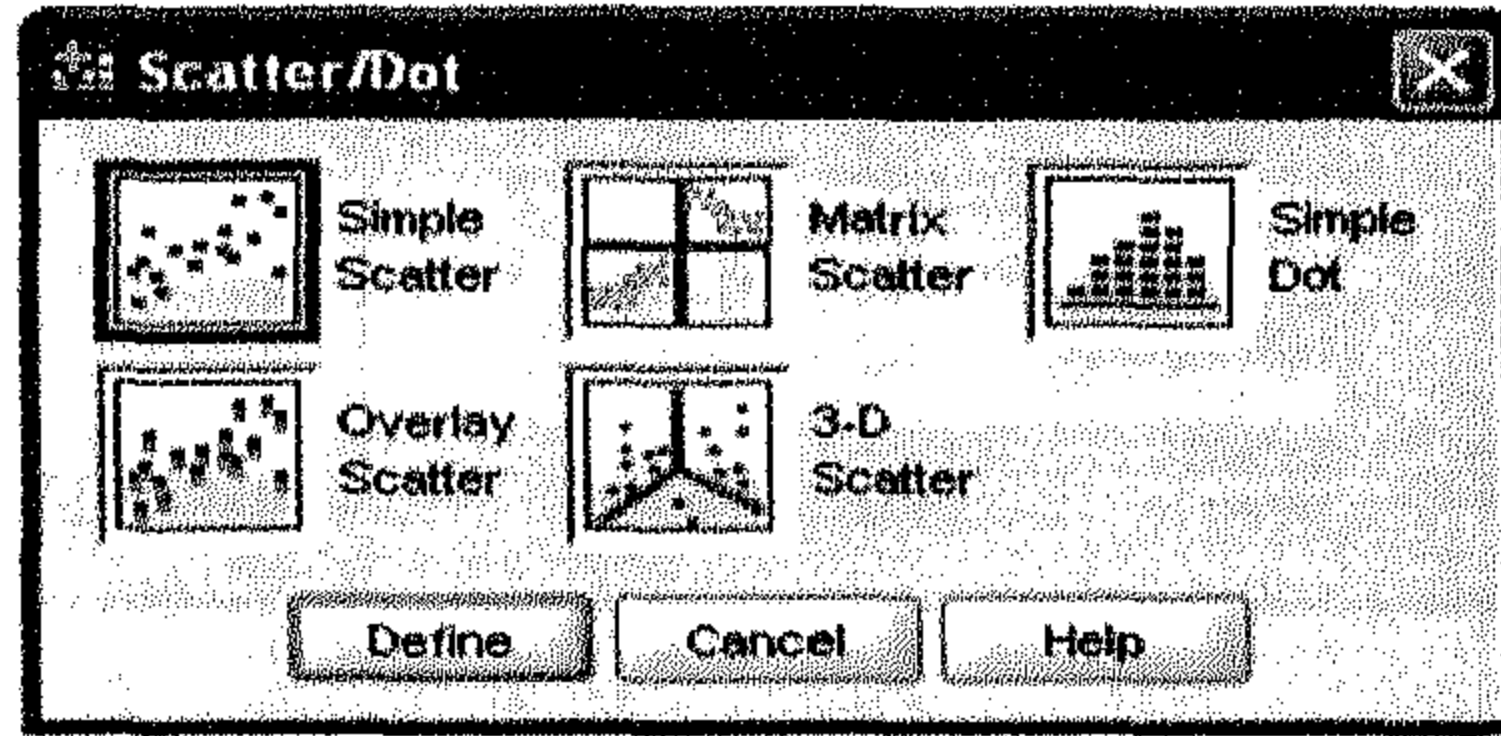 Scatter/Dot
Simple
Scatter
Matrix
Scatter
Simple
Dot
Overlay
Scatter
3-D
Scatter
Define
Cancel
Help